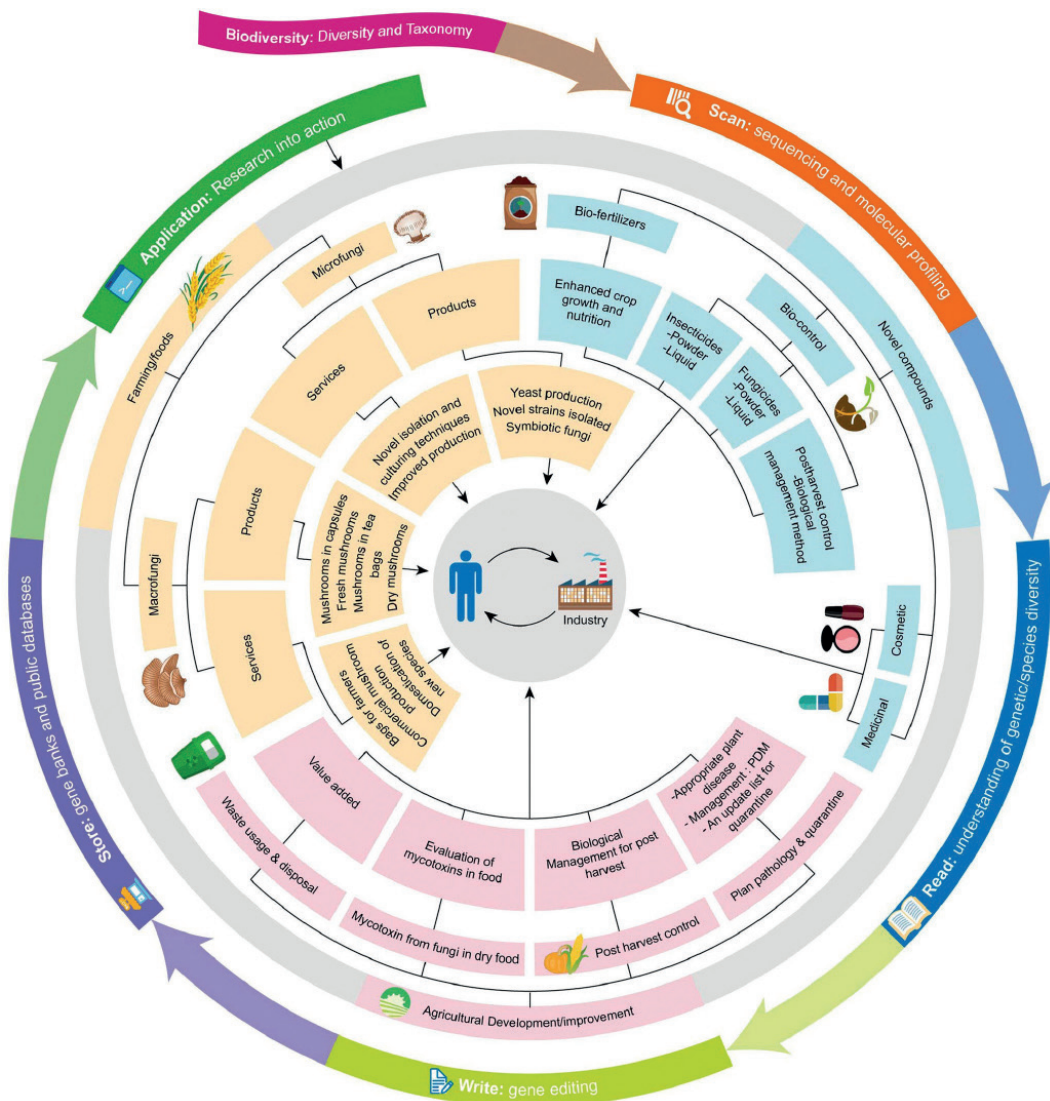 Biodiversity: Diversity and Taxonomy
Scan: sequencing and molecular profiling
Read: understanding of genetic/species diversity
Write: gene editing
Store: gene banks and public databases
Application: Research into action
Farming/foods
Microfungi
Products
Services
Yeast production
Novel strains isolated
Symbiotic fungi
Novel isolation and
culturing techniques
Improved production
Macrofungi
Products
Services
Mushrooms in capsules
Fresh mushrooms
Mushrooms in tea
bags
Dry mushrooms
Bags for farmers
Commercial mushroom
production
Domestication of
new species
Novel compounds
Bio-fertilizers
Enhanced crop
growth and
nutrition
Bio-control
Insecticides
-Powder
-Liquid
Fungicides
-Powder
-Liquid
Postharvest control
-Biological
management method
Cosmetic
Medicinal
Industry
Agricultural Development/improvement
Waste usage & disposal
Value added
Mycotoxin from fungi in dry food
Evaluation of
mycotoxins in food
Post harvest control
Biological
Management for post
harvest
Plan pathology & quarantine
-Appropriate plant
disease
- Management : PDM
- An update list for
quarantine